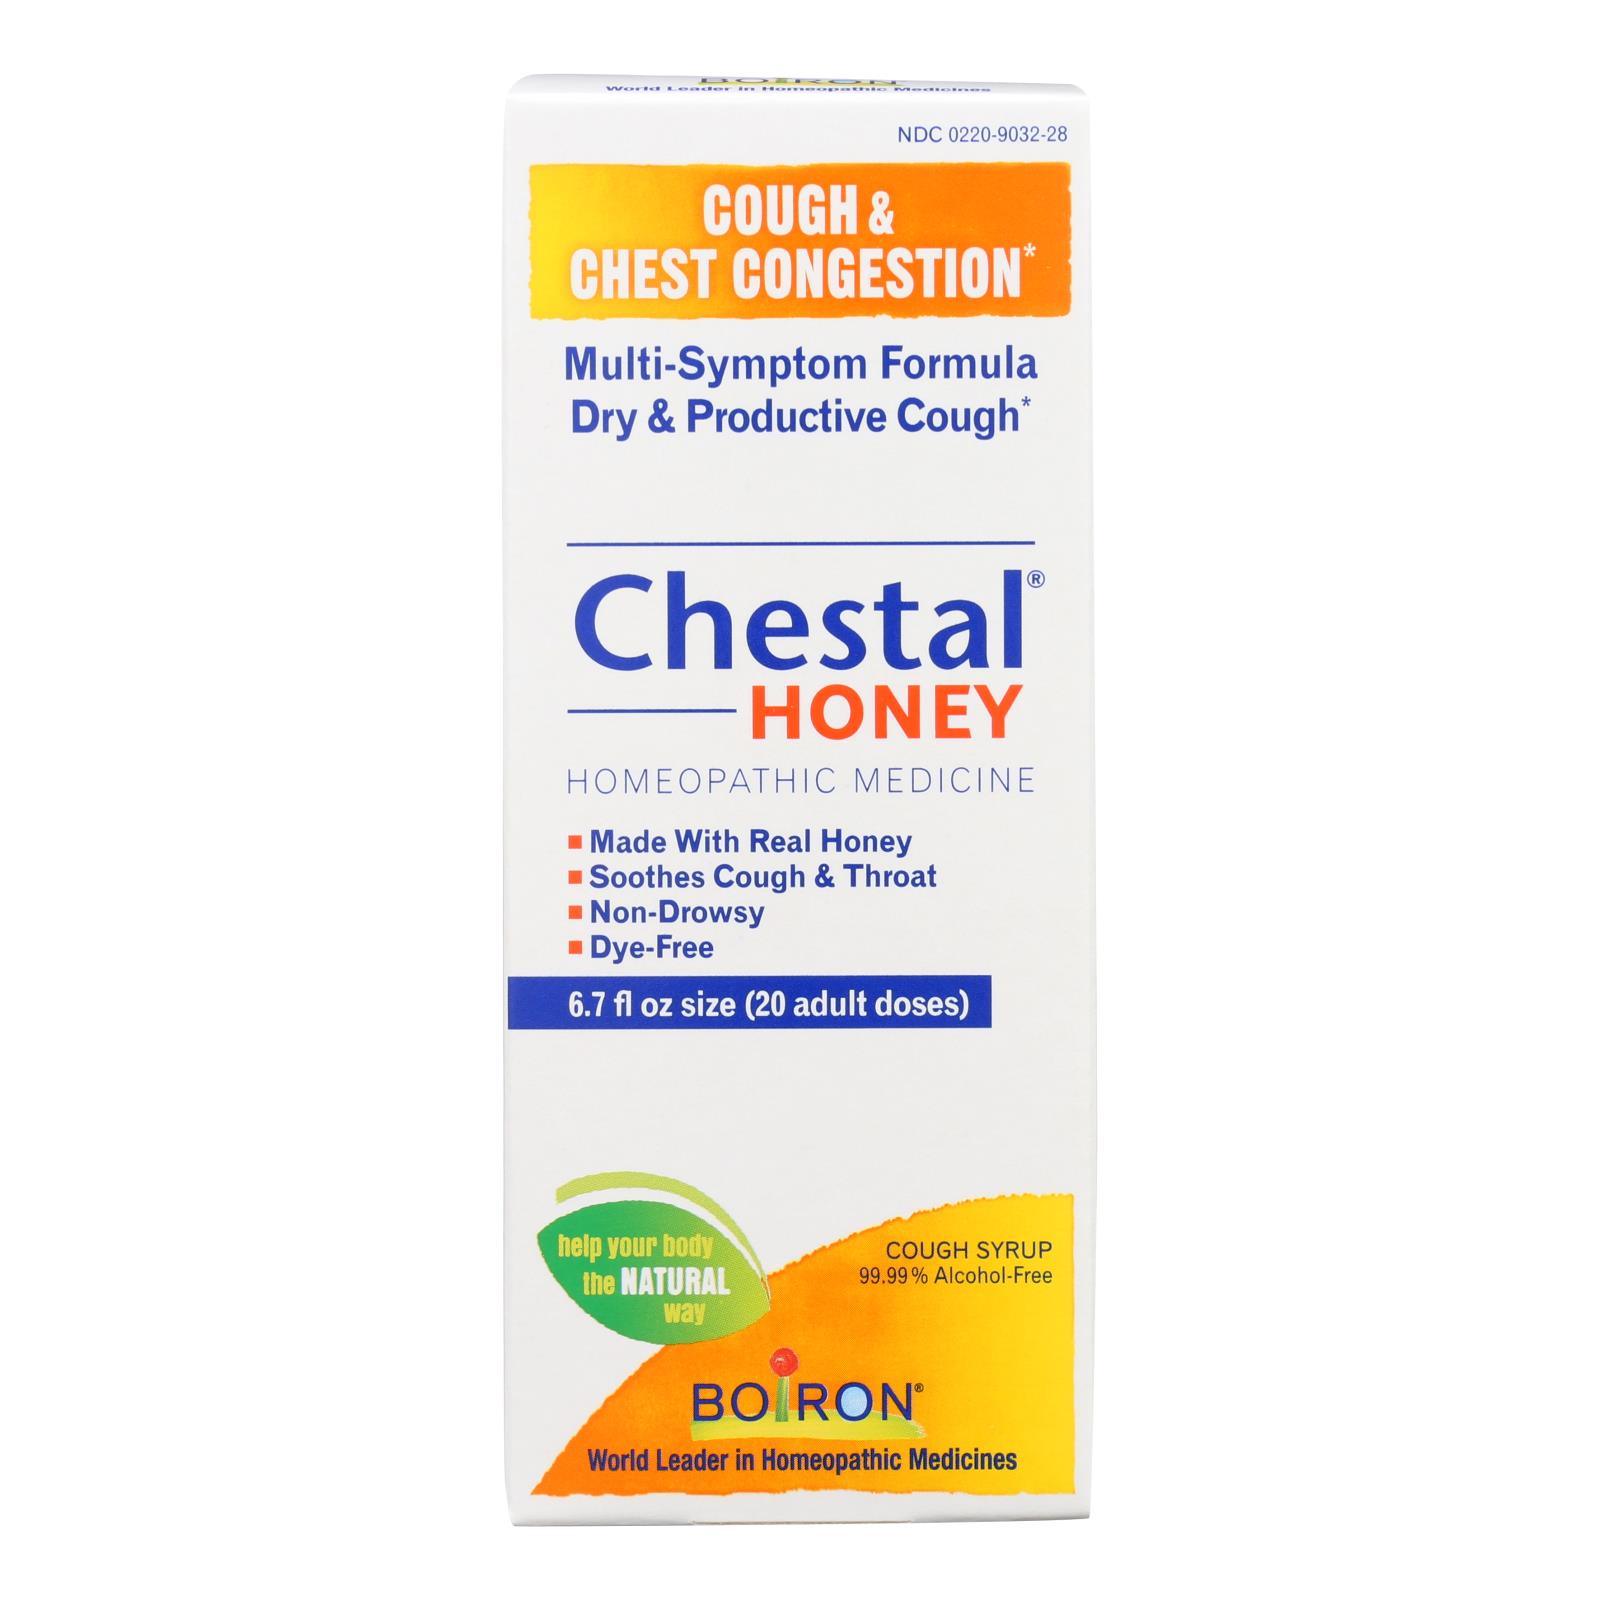 BOIRON
World Leader in Homeopathic Medicines
NDC 0220-9032-28
COUGH &
CHEST CONGESTION*
Multi-Symptom Formula
Dry & Productive Cough*
Chestal®
HONEY
HOMEOPATHIC MEDICINE
Made With Real Honey
Soothes Cough & Throat
Non-Drowsy
Dye-Free
6.7 fl oz size (20 adult doses)
help your body
the NATURAL
way
COUGH SYRUP
99.99% Alcohol-Free
BOIRON®
World Leader in Homeopathic Medicines